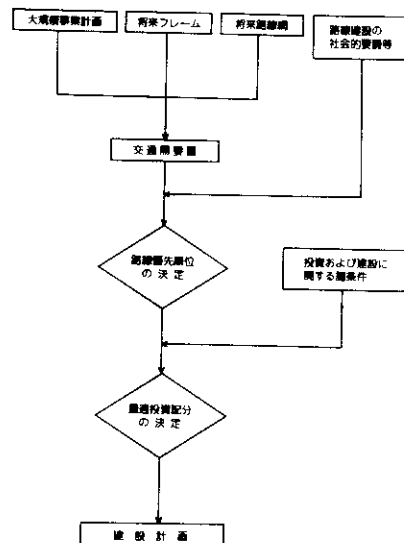 大規模事業計画
将来フレーム
将来路線網
路線建設の
社会的要請等
交通需要量
路線優先順位
の決定
投資および建設に
関する諸条件
最適投資配分
の決定
建設計画